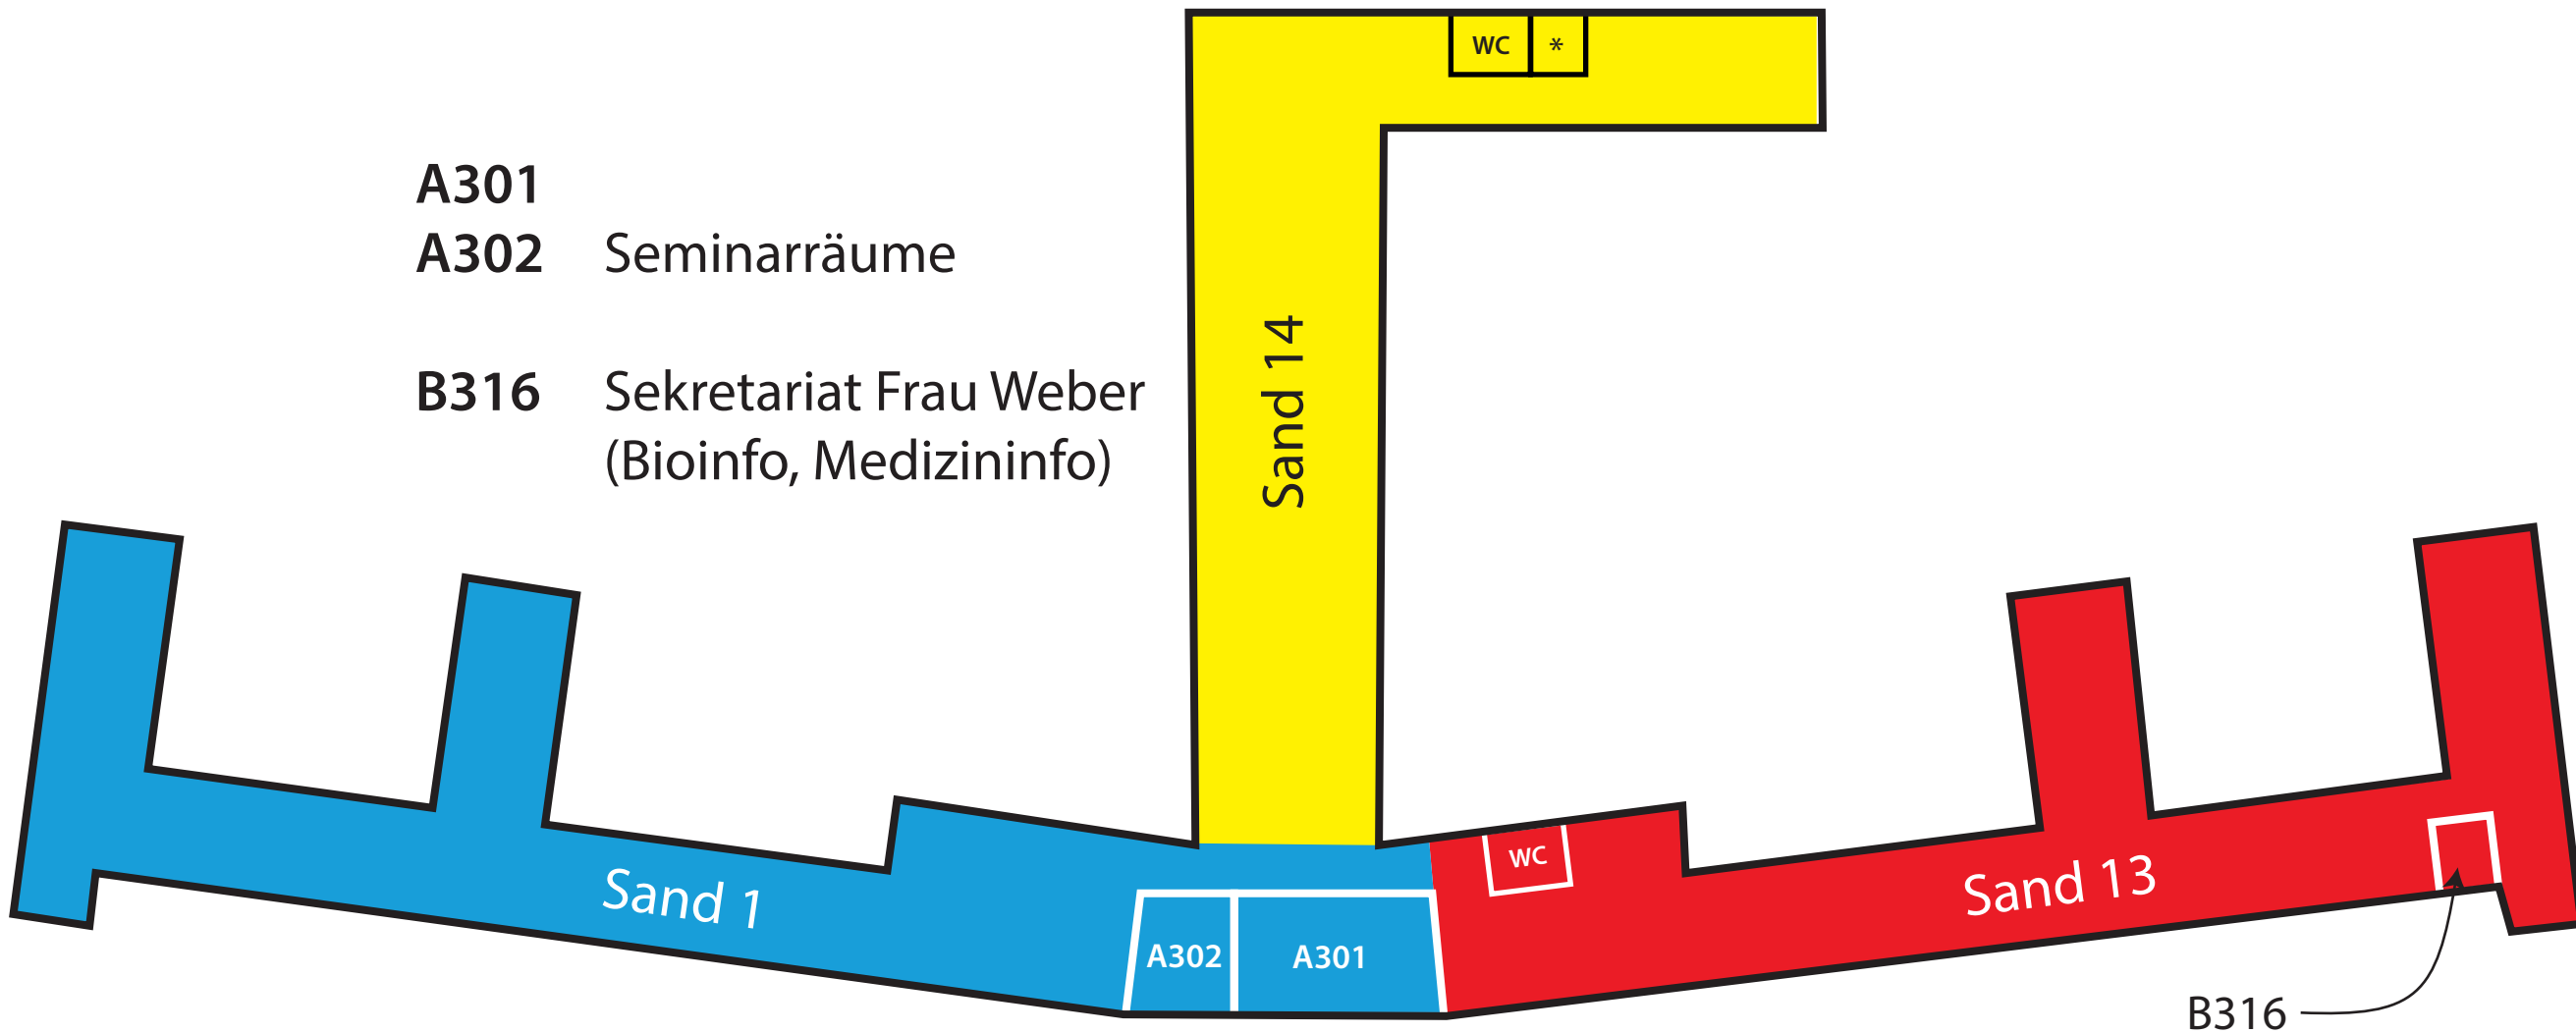 WC *
A301
A302 Seminarräume
B316 Sekretariat Frau Weber
(Bioinfo, Medizininfo)
Sand 14
Sand 1
A302
A301
WC
Sand 13
B316